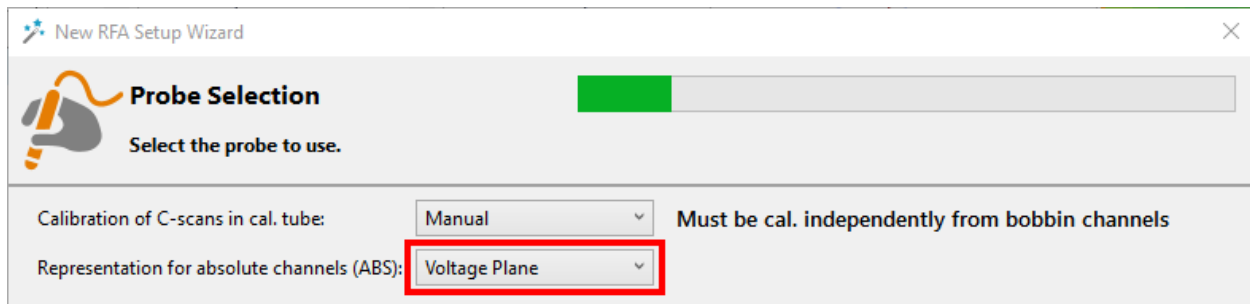 New RFA Setup Wizard
Probe Selection
Select the probe to use.
Calibration of C-scans in cal. tube: Manual Must be cal. independently from bobbin channels
Representation for absolute channels (ABS): Voltage Plane